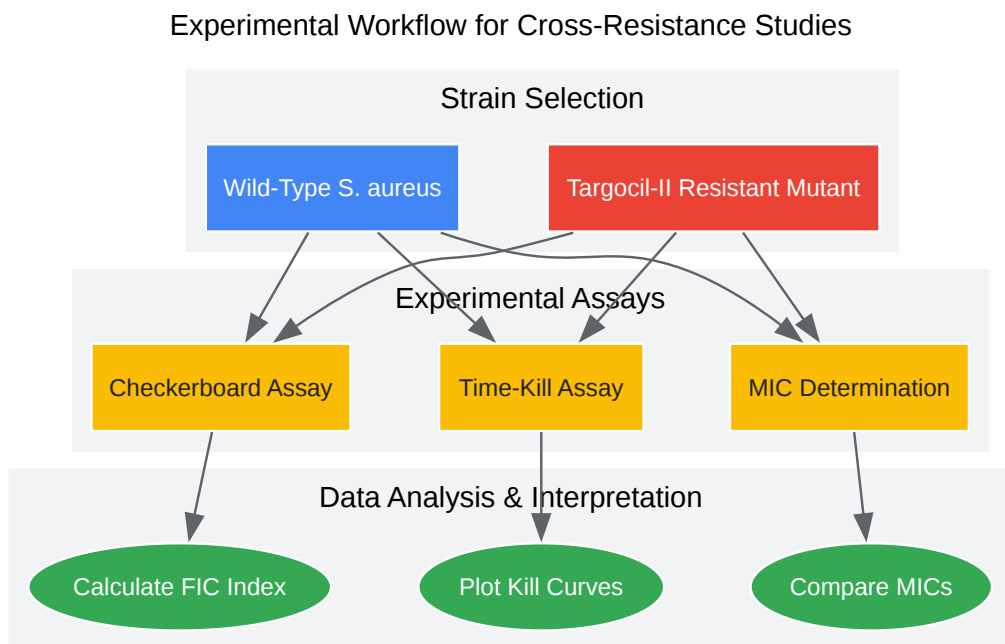 Experimental Workflow for Cross-Resistance Studies
Strain Selection
Wild-Type S. aureus
Targocil-II Resistant Mutant
Experimental Assays
Checkerboard Assay
Time-Kill Assay
MIC Determination
Data Analysis & Interpretation
Calculate FIC Index
Plot Kill Curves
Compare MICs